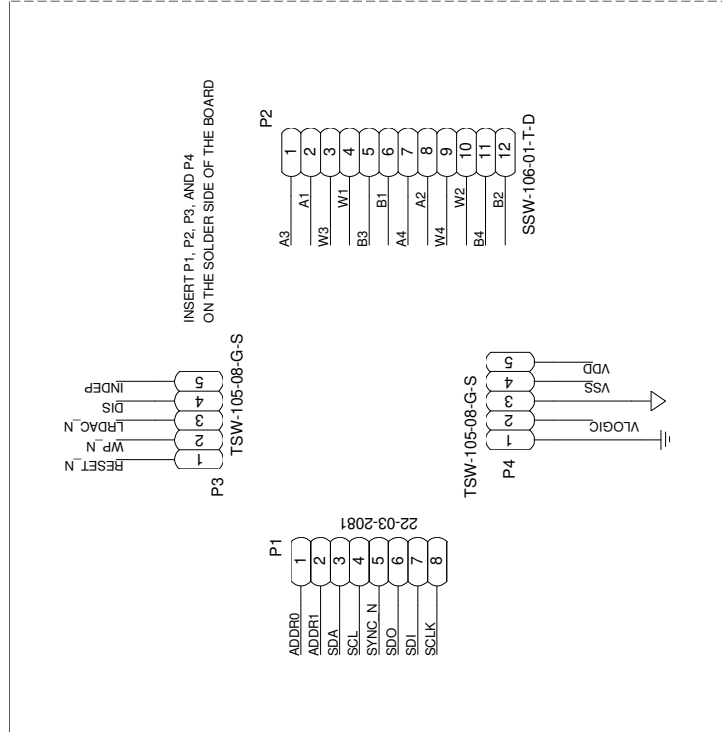 INSERT P1, P2, P3, AND P4
ON THE SOLDER SIDE OF THE BOARD
P2
1
2
3
4
5
6
7
8
9
10
11
12
A3
A1
W3
W1
B3
B1
A4
A2
W4
W2
B4
B2
SSW-106-01-T-D
INDEP
DIS
LRDAC_N
WP_N
RESET_N
5
4
3
2
1
P3
TSW-105-08-G-S
TSW-105-08-G-S
P4
5
4
3
2
1
VDD
VSS
VLOGIC
P1
22-03-2081
1
2
3
4
5
6
7
8
ADDR0
ADDR1
SDA
SCL
SYNC_N
SDO
SDI
SCLK